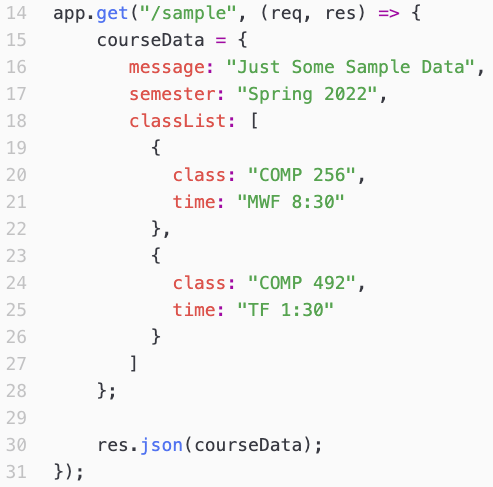 14 app.get("/sample", (req, res) => {
15     courseData = {
16        message: "Just Some Sample Data",
17        semester: "Spring 2022",
18        classList: [
19          {
20            class: "COMP 256",
21            time: "MWF 8:30"
22          },
23          {
24            class: "COMP 492",
25            time: "TF 1:30"
26          }
27        ]
28     };
29
30     res.json(courseData);
31 });